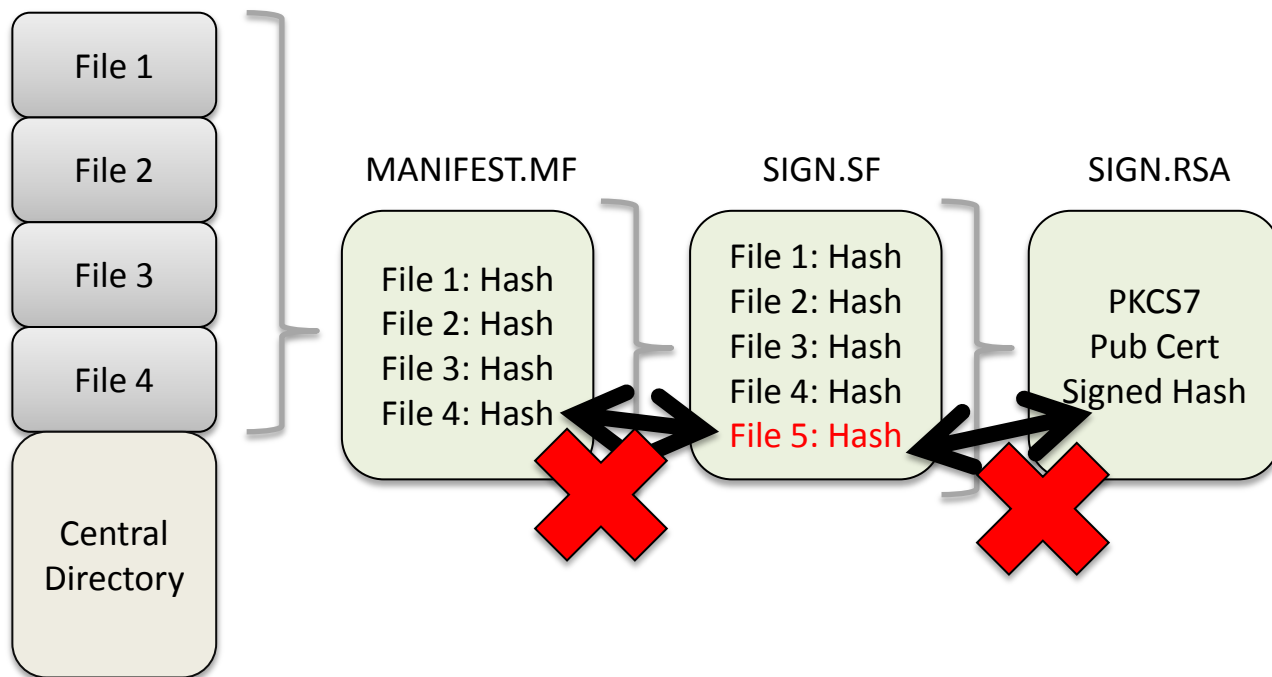 File 1
File 2
File 3
File 4
Central
Directory
MANIFEST.MF
File 1: Hash
File 2: Hash
File 3: Hash
File 4: Hash
SIGN.SF
File 1: Hash
File 2: Hash
File 3: Hash
File 4: Hash
File 5: Hash
SIGN.RSA
PKCS7
Pub Cert
Signed Hash